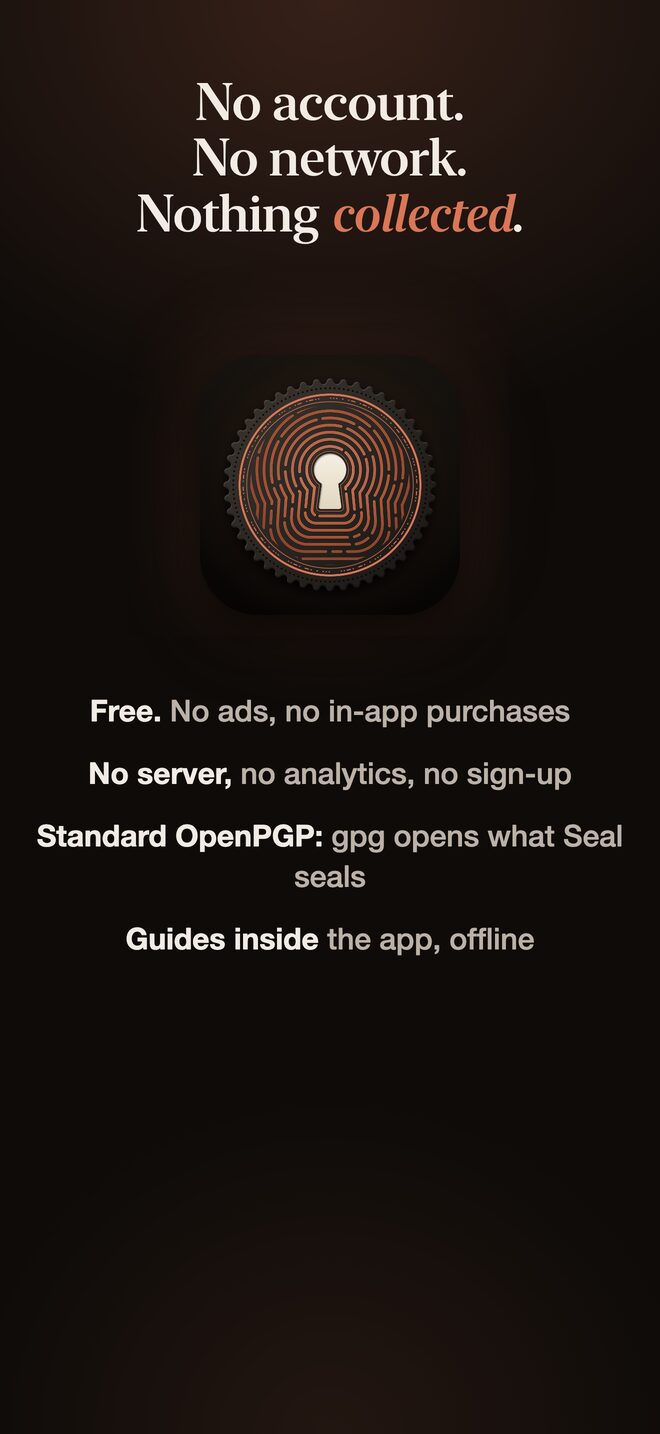 No account.
No network.
Nothing collected.
Free. No ads, no in-app purchases
No server, no analytics, no sign-up
Standard OpenPGP: gpg opens what Seal
seals
Guides inside the app, offline